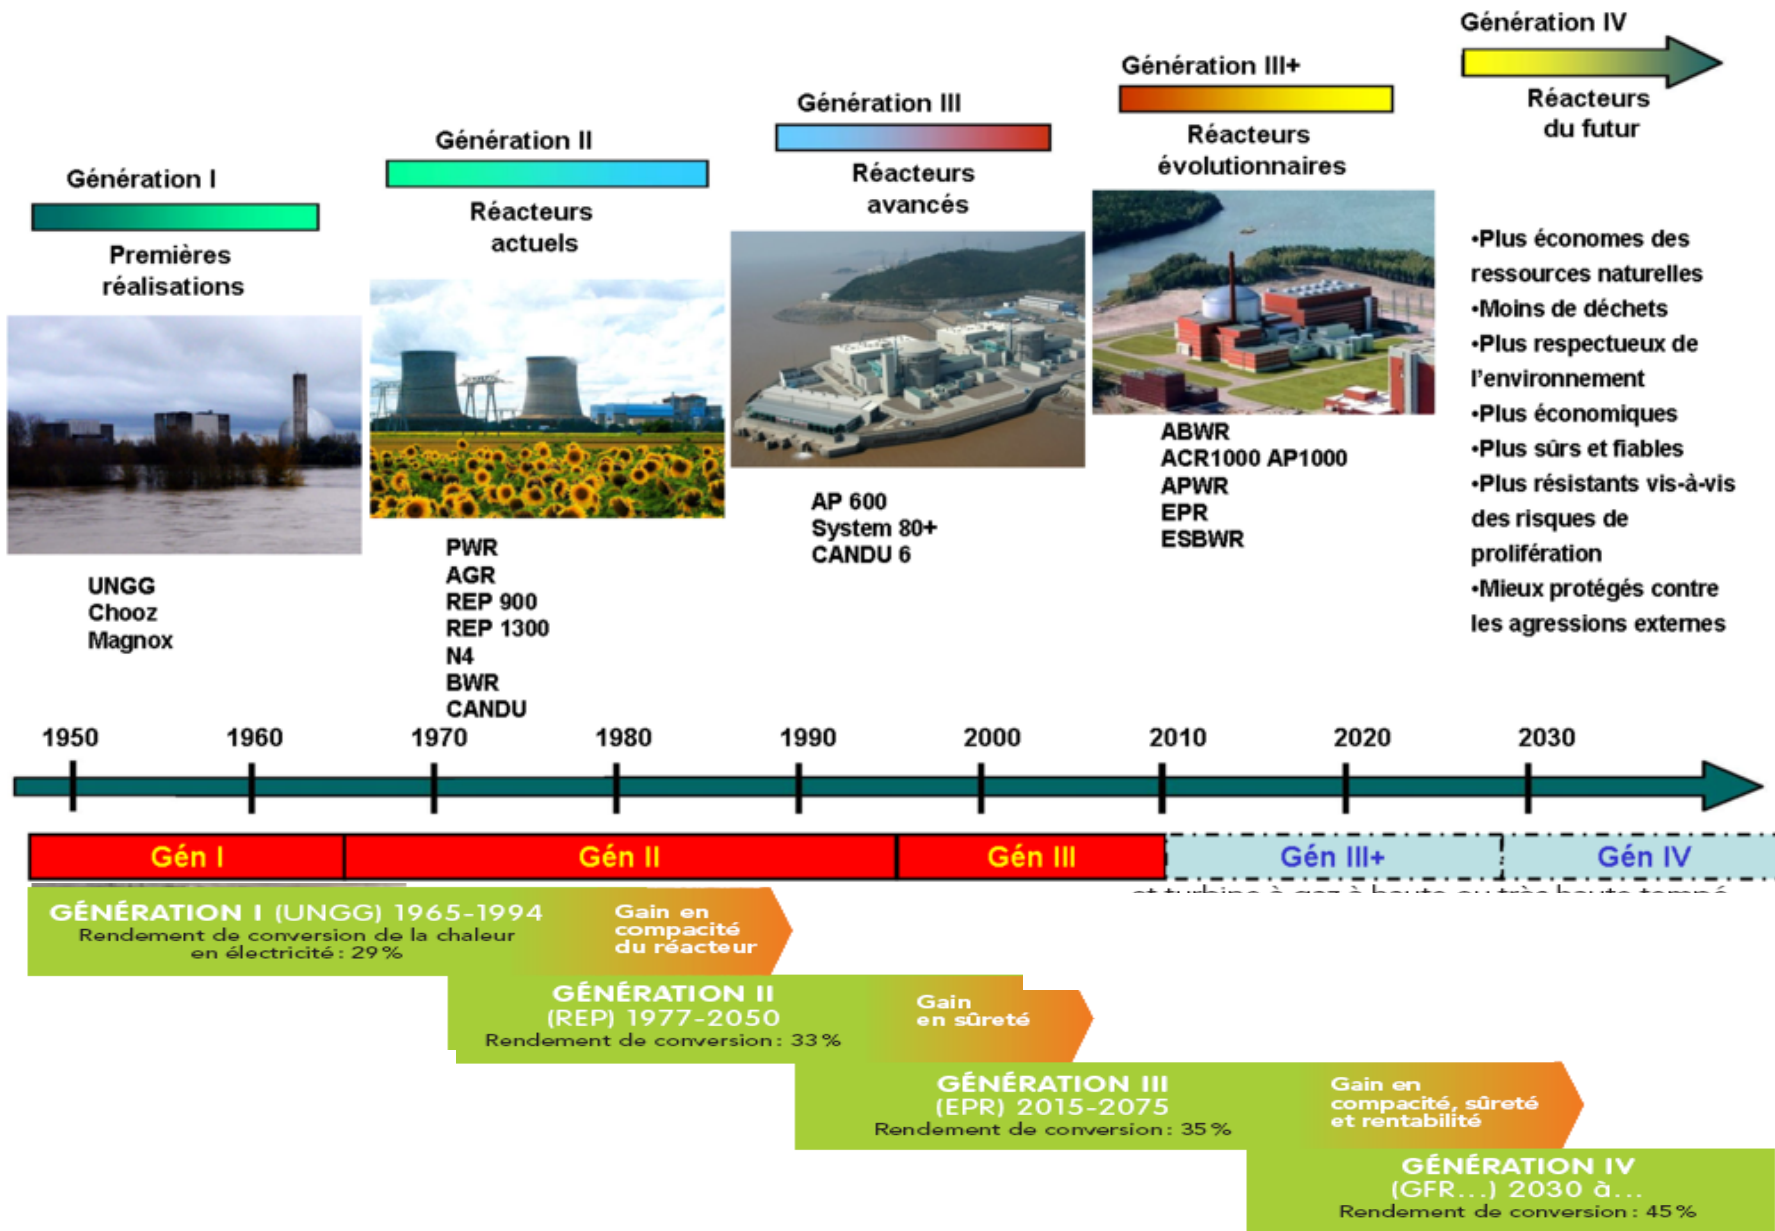 Génération I
Premières
réalisations
UNGG
Chooz
Magnox
Génération II
Réacteurs
actuels
PWR
AGR
REP 900
REP 1300
N4
BWR
CANDU
Génération III
Réacteurs
avancés
AP 600
System 80+
CANDU 6
Génération III+
Réacteurs
évolutionnaires
ABWR
ACR1000 AP1000
APWR
EPR
ESBWR
Génération IV
Réacteurs
du futur
•Plus économes des
ressources naturelles
•Moins de déchets
•Plus respectueux de
l'environnement
•Plus économiques
•Plus sûrs et fiables
•Plus résistants vis-à-vis
des risques de
prolifération
•Mieux protégés contre
les agressions externes
1950 1960 1970 1980 1990 2000 2010 2020 2030
Gén I Gén II Gén III Gén III+ Gén IV
GÉNÉRATION I (UNGG) 1965-1994
Rendement de conversion de la chaleur
en électricité : 29 %
Gain en
compacité
du réacteur
GÉNÉRATION II
(REP) 1977-2050
Rendement de conversion : 33 %
Gain
en sûreté
GÉNÉRATION III
(EPR) 2015-2075
Rendement de conversion : 35 %
Gain en
compacité, sûreté
et rentabilité
GÉNÉRATION IV
(GFR...) 2030 à...
Rendement de conversion : 45 %